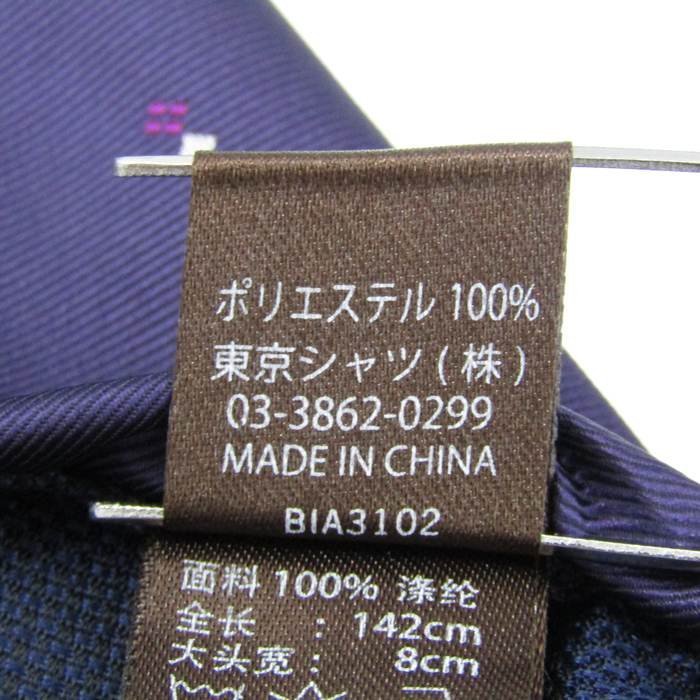 ポリエステル 100%
東京シャツ (株)
03-3862-0299
MADE IN CHINA
BIA3102
面料 100% 涤纶
全长 : 142cm
大头宽 : 8cm